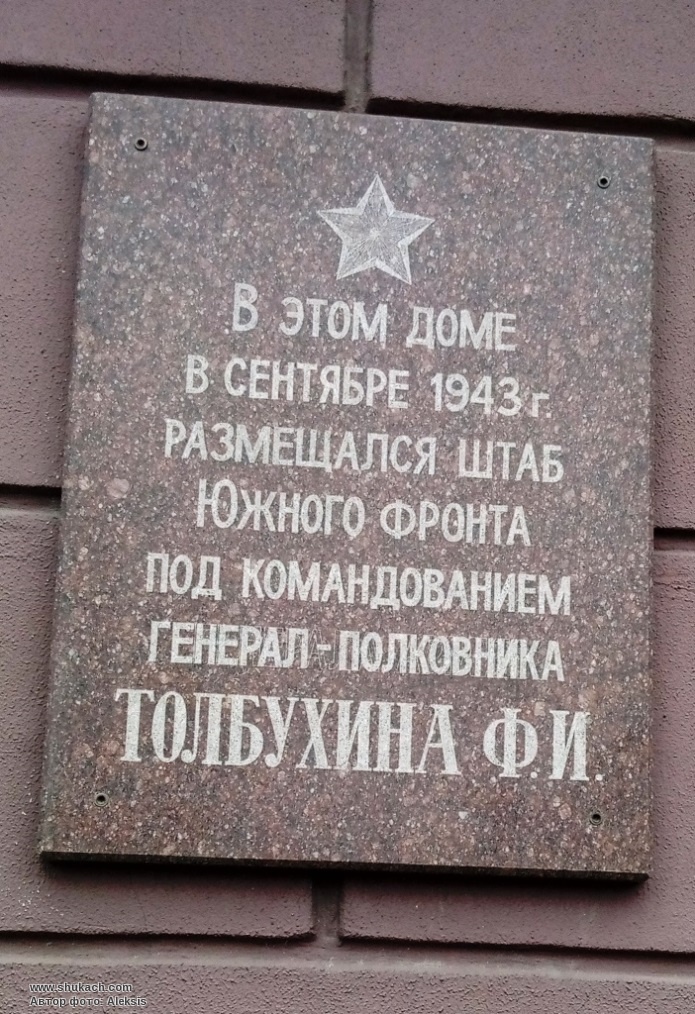 В ЭТОМ ДОМЕ
В СЕНТЯБРЕ 1943 г.
РАЗМЕЩАЛСЯ ШТАБ
ЮЖНОГО ФРОНТА
ПОД КОМАНДОВАНИЕМ
ГЕНЕРАЛ-ПОЛКОВНИКА
ТОЛБУХИНА Ф.И.
www.shukach.com
Автор фото: Aleksis